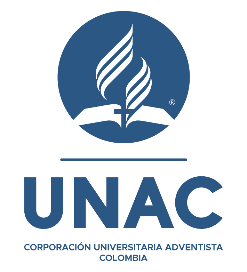 ®
UNAC
CORPORACIÓN UNIVERSITARIA ADVENTISTA
COLOMBIA